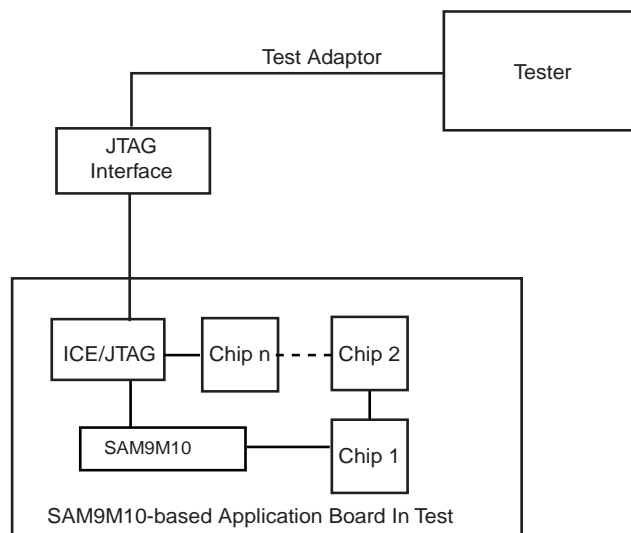 Test Adaptor
Tester
JTAG
Interface
ICE/JTAG
Chip n
Chip 2
SAM9M10
Chip 1
SAM9M10-based Application Board In Test